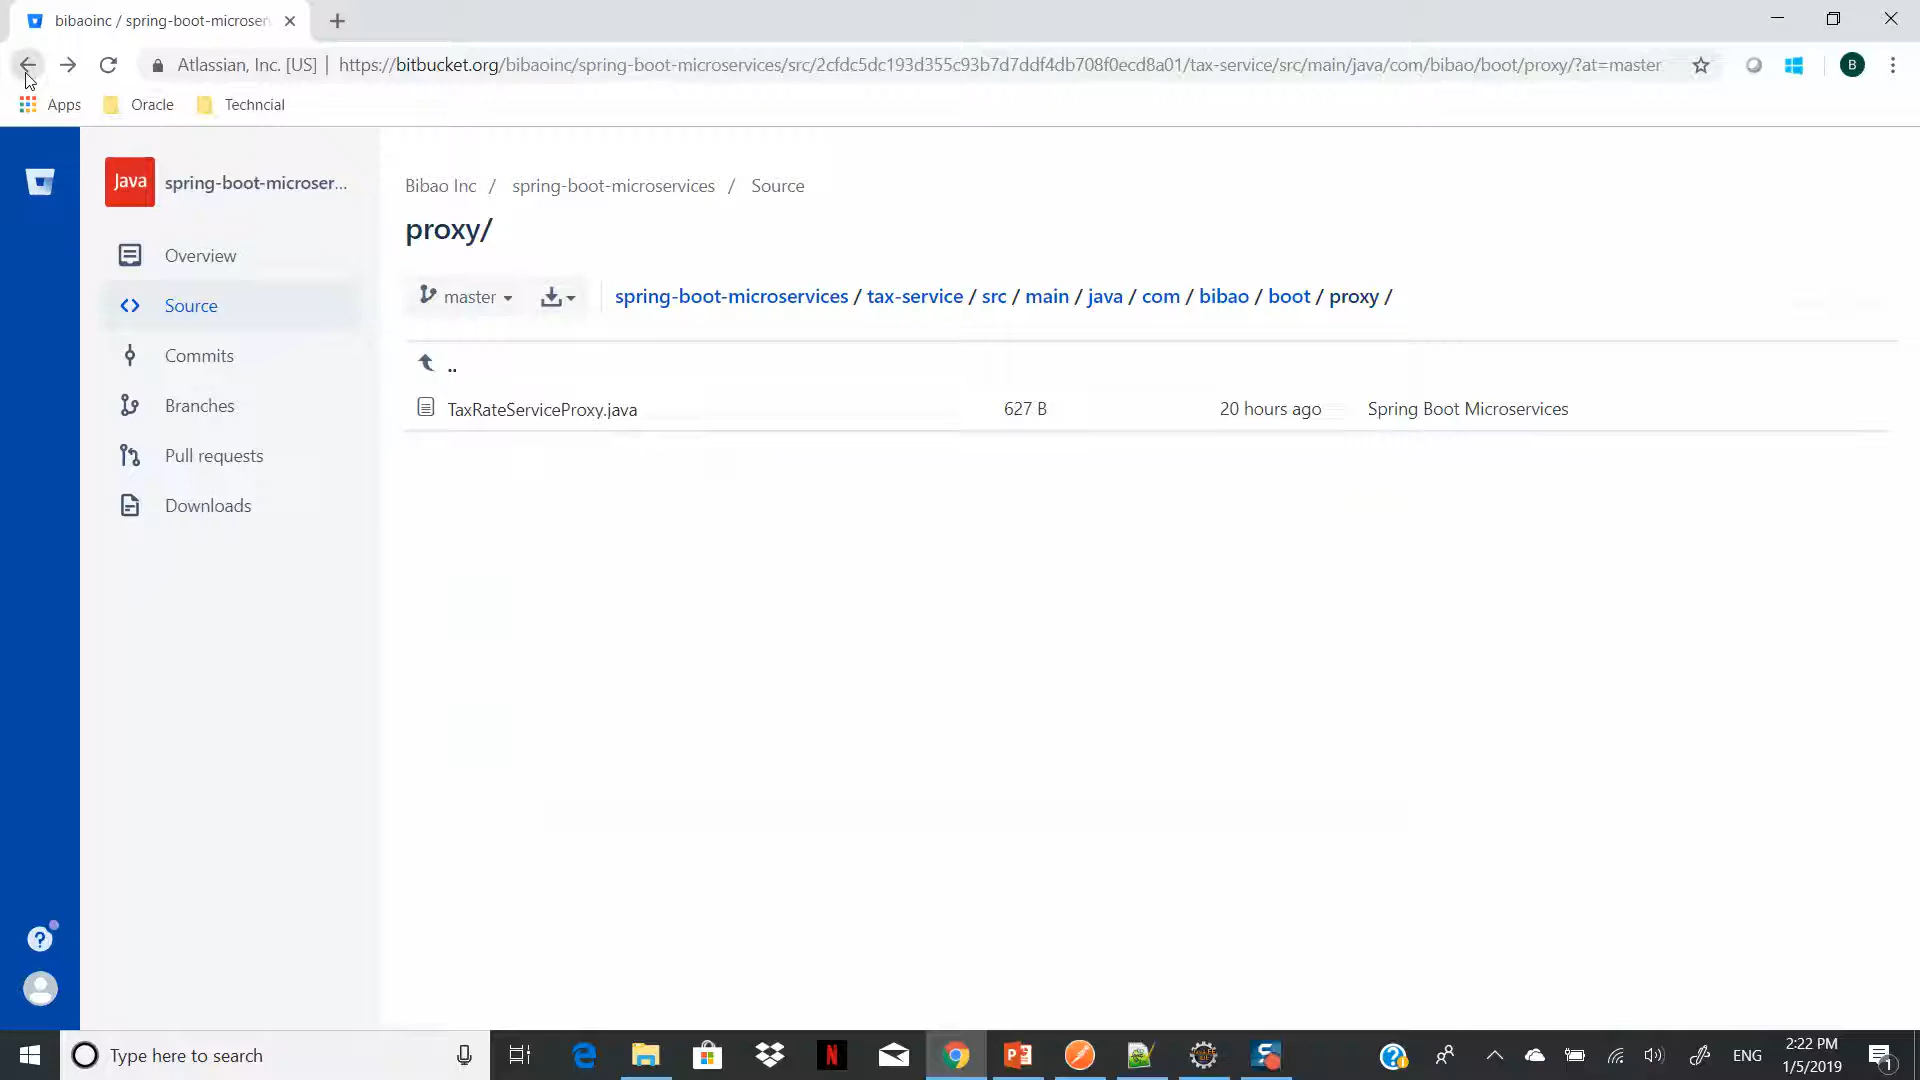 bibaoinc / spring-boot-microser
Atlassian, Inc. [US] | https://bitbucket.org/bibaoinc/spring-boot-microservices/src/2cfdc5dc193d355c93b7d7ddf4db708f0ecd8a01/tax-service/src/main/java/com/bibao/boot/proxy/?at=master
B
Apps Oracle Techncial
Java spring-boot-microser...
Overview
Source
Commits
Branches
Pull requests
Downloads
Bibao Inc / spring-boot-microservices / Source
proxy/
master spring-boot-microservices / tax-service / src / main / java / com / bibao / boot / proxy /
..
TaxRateServiceProxy.java 627 B 20 hours ago Spring Boot Microservices
?
Type here to search
ENG
2:22 PM
1/5/2019
1